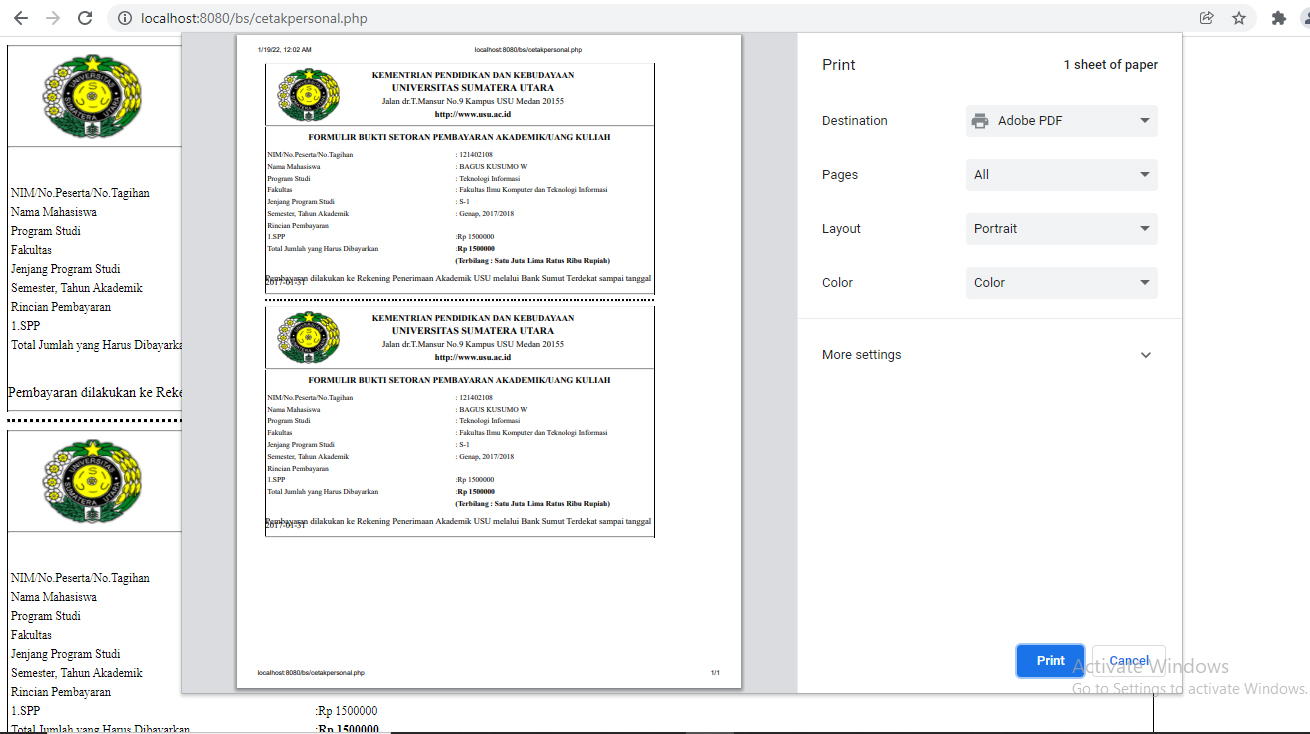 localhost:8080/bs/cetakpersonal.php
NIM/No.Peserta/No.Tagihan
Nama Mahasiswa
Program Studi
Fakultas
Jenjang Program Studi
Semester, Tahun Akademik
Rincian Pembayaran
1.SPP
Total Jumlah yang Harus Dibayarka
Pembayaran dilakukan ke Reke
NIM/No.Peserta/No.Tagihan
Nama Mahasiswa
Program Studi
Fakultas
Jenjang Program Studi
Semester, Tahun Akademik
Rincian Pembayaran
1.SPP :Rp 1500000
Total Jumlah yang Harus Dibayarkan :Rp 1500000
1/19/22, 12:02 AM localhost:8080/bs/cetakpersonal.php
UNIVERSITAS SUMATERA UTARA
KEMENTRIAN PENDIDIKAN DAN KEBUDAYAAN
UNIVERSITAS SUMATERA UTARA
Jalan dr.T.Mansur No.9 Kampus USU Medan 20155
http://www.usu.ac.id
FORMULIR BUKTI SETORAN PEMBAYARAN AKADEMIK/UANG KULIAH
NIM/No.Peserta/No.Tagihan : 121402108
Nama Mahasiswa : BAGUS KUSUMO W
Program Studi : Teknologi Informasi
Fakultas : Fakultas Ilmu Komputer dan Teknologi Informasi
Jenjang Program Studi : S-1
Semester, Tahun Akademik : Genap, 2017/2018
Rincian Pembayaran
1.SPP :Rp 1500000
Total Jumlah yang Harus Dibayarkan :Rp 1500000
(Terbilang : Satu Juta Lima Ratus Ribu Rupiah)
Pembayaran dilakukan ke Rekening Penerimaan Akademik USU melalui Bank Sumut Terdekat sampai tanggal
2017-01-31
KEMENTRIAN PENDIDIKAN DAN KEBUDAYAAN
UNIVERSITAS SUMATERA UTARA
Jalan dr.T.Mansur No.9 Kampus USU Medan 20155
http://www.usu.ac.id
FORMULIR BUKTI SETORAN PEMBAYARAN AKADEMIK/UANG KULIAH
NIM/No.Peserta/No.Tagihan : 121402108
Nama Mahasiswa : BAGUS KUSUMO W
Program Studi : Teknologi Informasi
Fakultas : Fakultas Ilmu Komputer dan Teknologi Informasi
Jenjang Program Studi : S-1
Semester, Tahun Akademik : Genap, 2017/2018
Rincian Pembayaran
1.SPP :Rp 1500000
Total Jumlah yang Harus Dibayarkan :Rp 1500000
(Terbilang : Satu Juta Lima Ratus Ribu Rupiah)
Pembayaran dilakukan ke Rekening Penerimaan Akademik USU melalui Bank Sumut Terdekat sampai tanggal
2017-01-31
localhost:8080/bs/cetakpersonal.php 1/1
Print 1 sheet of paper
Destination Adobe PDF
Pages All
Layout Portrait
Color Color
More settings
Print Cancel
Activate Windows
Go to Settings to activate Windows.